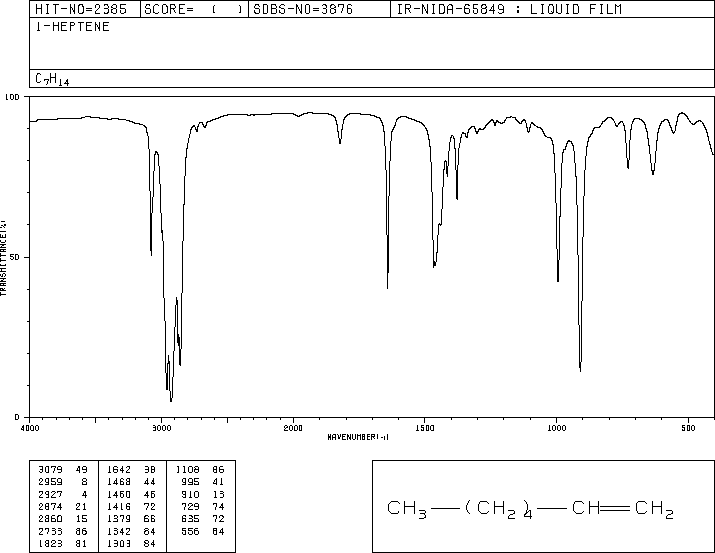 HIT-NO=2385 SCORE= ( ) SDBS-NO=3876 IR-NIDA-65849 : LIQUID FILM
1-HEPTENE
C7H14
100
50
0
TRANSMITTANCE(%)
4000 3000 2000 1500 1000 500
WAVENUMBER(-1)
3079 49 1642 38 1108 86
2959 8 1468 44 995 41
2927 4 1460 46 910 13
2874 21 1416 72 729 74
2860 15 1379 66 635 72
2733 86 1342 84 556 84
1823 81 1303 84
CH3—(CH2)4—CH=CH2